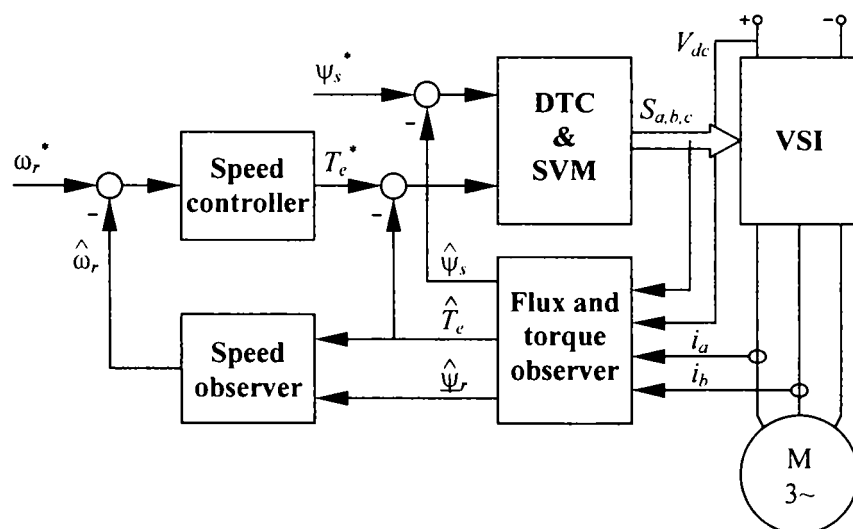 +
-
V_dc
ψ_s*
-
DTC
&
SVM
S_a,b,c
VSI
ω_r*
-
Speed
controller
T_e*
-
ω̂_r
ψ̂_s
Flux and
torque
observer
T̂_e
Speed
observer
ψ̲̂_r
i_a
i_b
M
3~